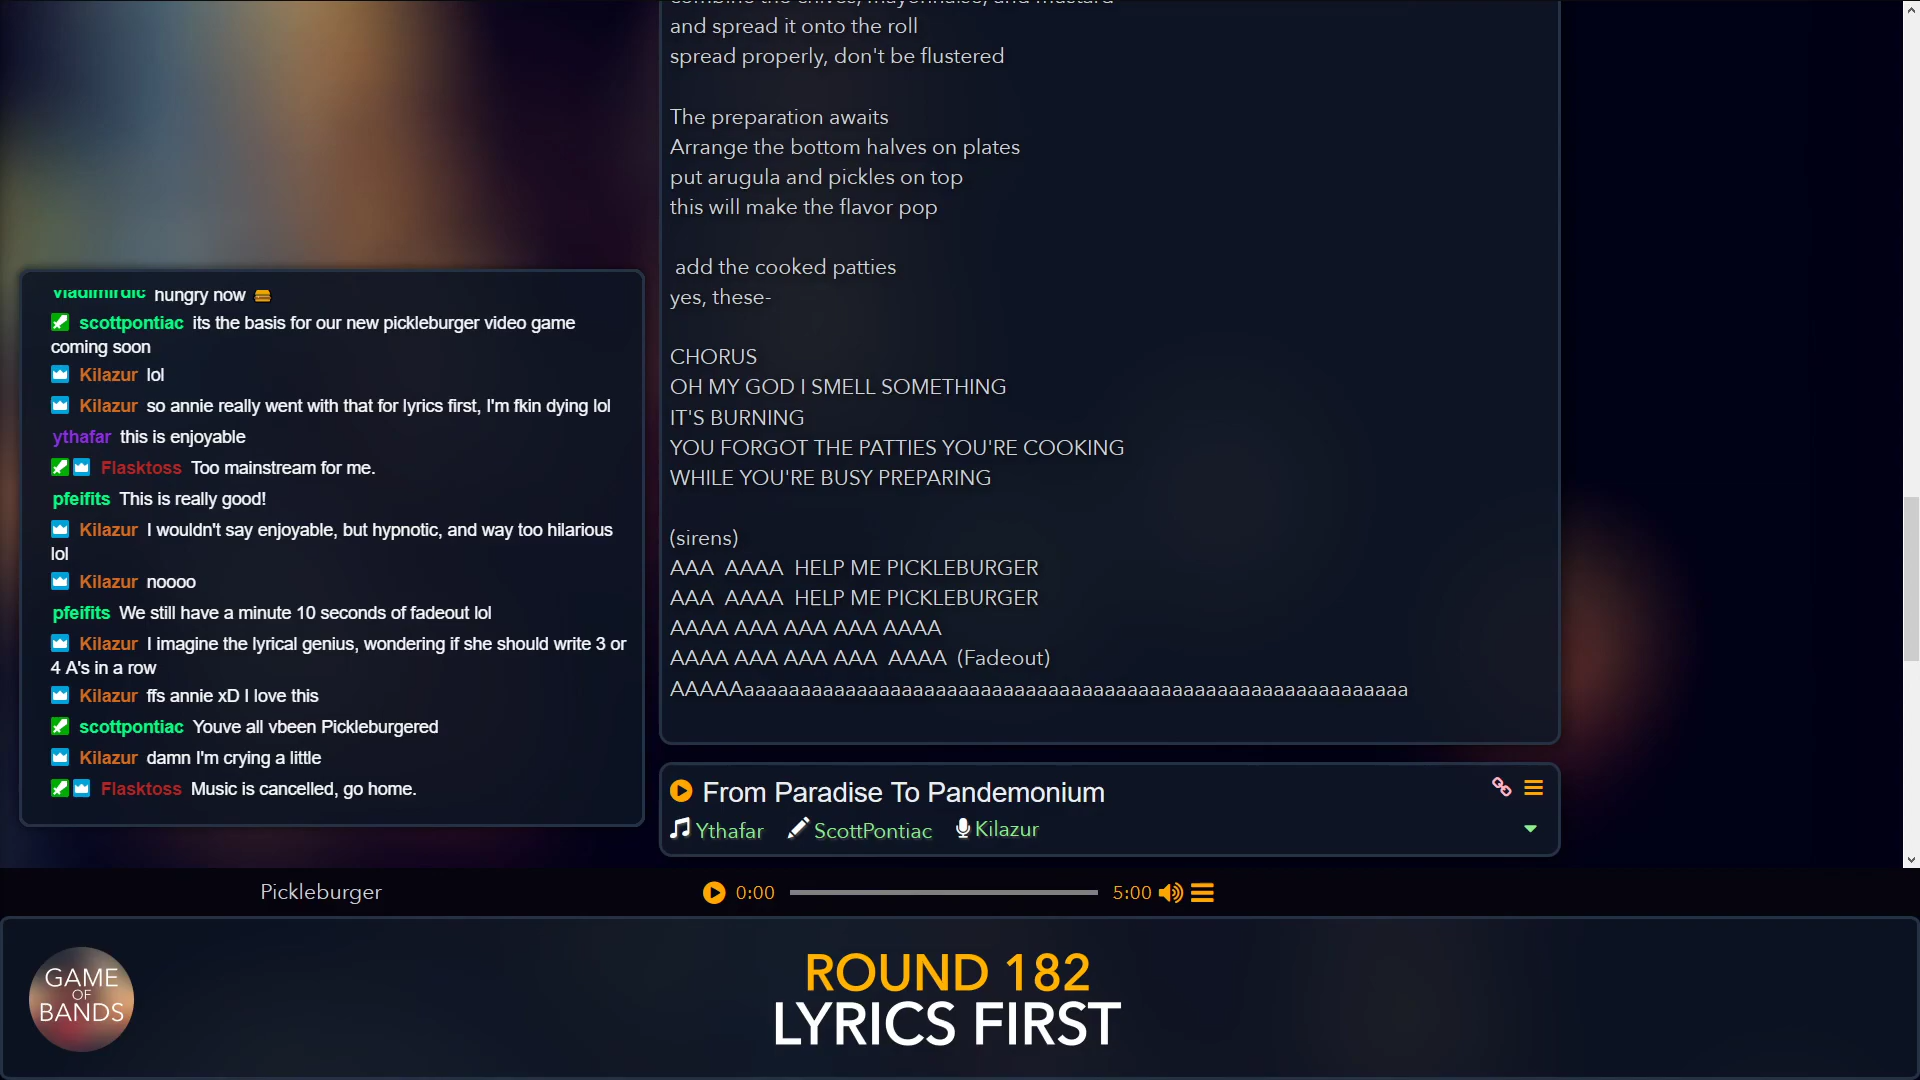 combine the chives, mayonnaise, and mustard
and spread it onto the roll
spread properly, don't be flustered
The preparation awaits
Arrange the bottom halves on plates
put arugula and pickles on top
this will make the flavor pop
add the cooked patties
yes, these-
CHORUS
OH MY GOD I SMELL SOMETHING
IT'S BURNING
YOU FORGOT THE PATTIES YOU'RE COOKING
WHILE YOU'RE BUSY PREPARING
(sirens)
AAA  AAAA  HELP ME PICKLEBURGER
AAA  AAAA  HELP ME PICKLEBURGER
AAAA AAA AAA AAA AAAA
AAAA AAA AAA AAA  AAAA  (Fadeout)
AAAAAaaaaaaaaaaaaaaaaaaaaaaaaaaaaaaaaaaaaaaaaaaaaaaaaaaaaaaaaaaa
Vladimirdic hungry now 🍔
scottpontiac its the basis for our new pickleburger video game
coming soon
Kilazur lol
Kilazur so annie really went with that for lyrics first, I'm fkin dying lol
ythafar this is enjoyable
Flasktoss Too mainstream for me.
pfeifits This is really good!
Kilazur I wouldn't say enjoyable, but hypnotic, and way too hilarious
lol
Kilazur noooo
pfeifits We still have a minute 10 seconds of fadeout lol
Kilazur I imagine the lyrical genius, wondering if she should write 3 or
4 A's in a row
Kilazur ffs annie xD I love this
scottpontiac Youve all vbeen Pickleburgered
Kilazur damn I'm crying a little
Flasktoss Music is cancelled, go home.
From Paradise To Pandemonium
Ythafar ScottPontiac Kilazur
Pickleburger 0:00 5:00
GAME
OF
BANDS
ROUND 182
LYRICS FIRST